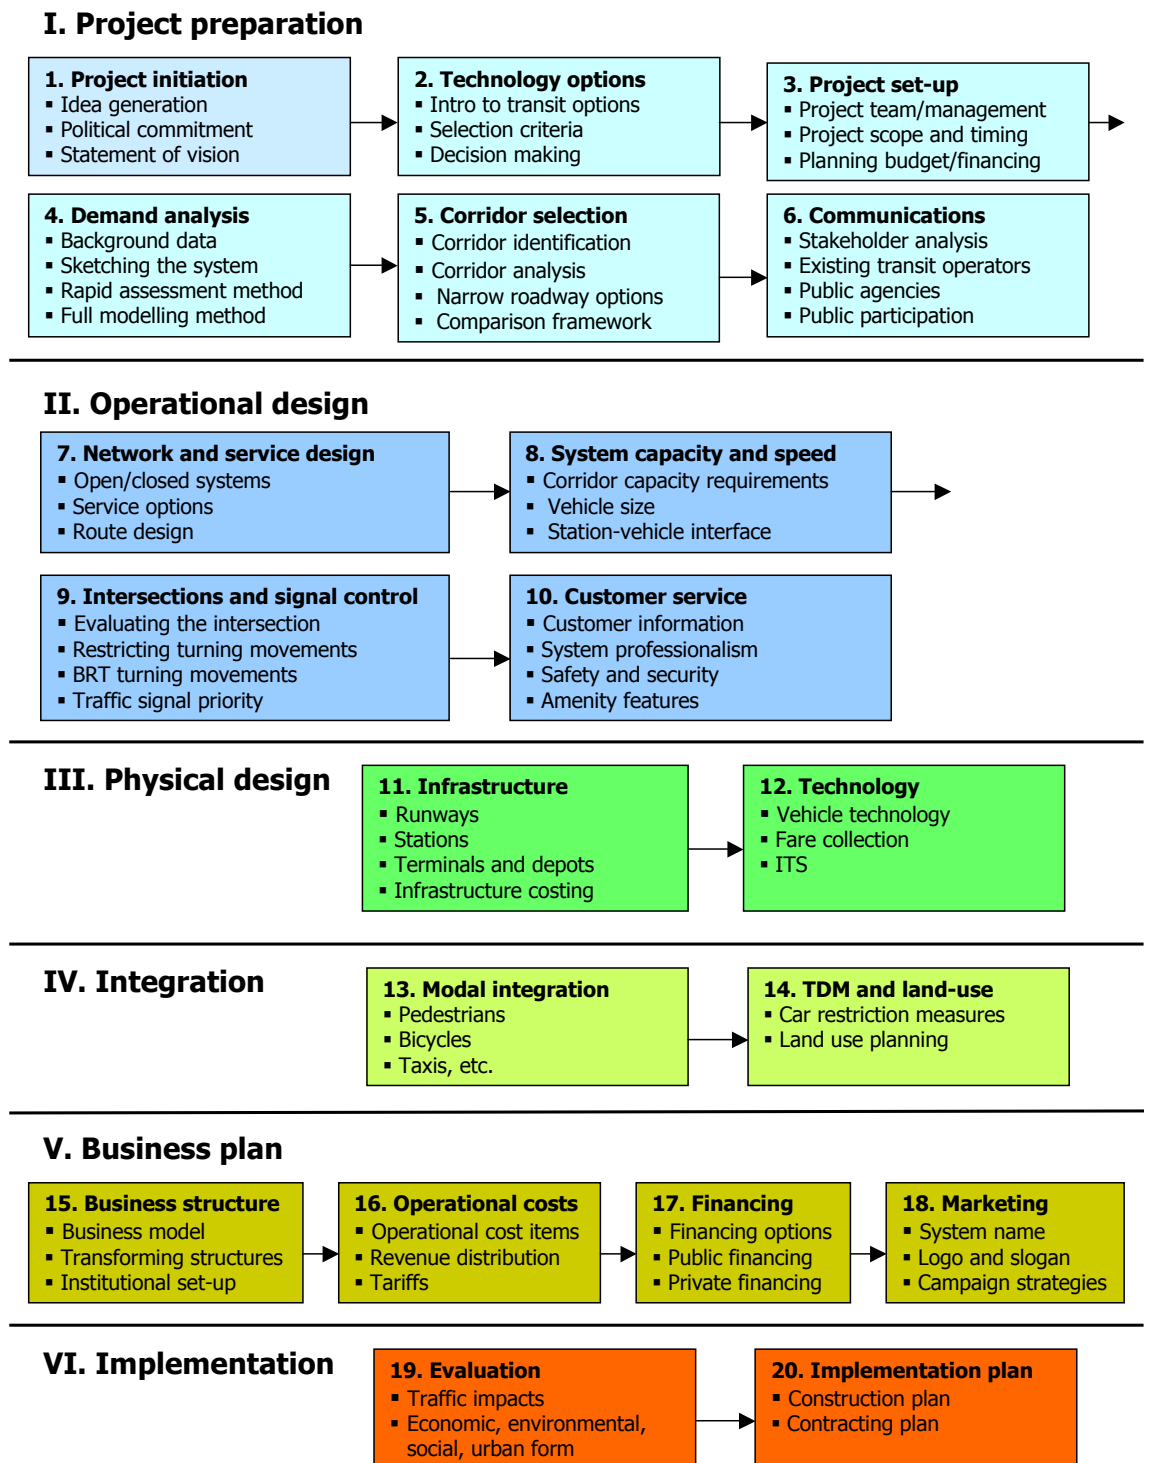 I. Project preparation
1. Project initiation
▪ Idea generation
▪ Political commitment
▪ Statement of vision
2. Technology options
▪ Intro to transit options
▪ Selection criteria
▪ Decision making
3. Project set-up
▪ Project team/management
▪ Project scope and timing
▪ Planning budget/financing
4. Demand analysis
▪ Background data
▪ Sketching the system
▪ Rapid assessment method
▪ Full modelling method
5. Corridor selection
▪ Corridor identification
▪ Corridor analysis
▪ Narrow roadway options
▪ Comparison framework
6. Communications
▪ Stakeholder analysis
▪ Existing transit operators
▪ Public agencies
▪ Public participation
II. Operational design
7. Network and service design
▪ Open/closed systems
▪ Service options
▪ Route design
8. System capacity and speed
▪ Corridor capacity requirements
▪ Vehicle size
▪ Station-vehicle interface
9. Intersections and signal control
▪ Evaluating the intersection
▪ Restricting turning movements
▪ BRT turning movements
▪ Traffic signal priority
10. Customer service
▪ Customer information
▪ System professionalism
▪ Safety and security
▪ Amenity features
III. Physical design
11. Infrastructure
▪ Runways
▪ Stations
▪ Terminals and depots
▪ Infrastructure costing
12. Technology
▪ Vehicle technology
▪ Fare collection
▪ ITS
IV. Integration
13. Modal integration
▪ Pedestrians
▪ Bicycles
▪ Taxis, etc.
14. TDM and land-use
▪ Car restriction measures
▪ Land use planning
V. Business plan
15. Business structure
▪ Business model
▪ Transforming structures
▪ Institutional set-up
16. Operational costs
▪ Operational cost items
▪ Revenue distribution
▪ Tariffs
17. Financing
▪ Financing options
▪ Public financing
▪ Private financing
18. Marketing
▪ System name
▪ Logo and slogan
▪ Campaign strategies
VI. Implementation
19. Evaluation
▪ Traffic impacts
▪ Economic, environmental,
social, urban form
20. Implementation plan
▪ Construction plan
▪ Contracting plan